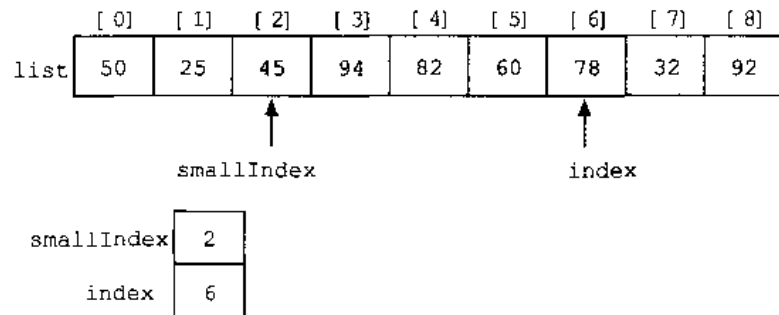 [ 0] [ 1] [ 2] [ 3] [ 4] [ 5] [ 6] [ 7] [ 8]
list 50 25 45 94 82 60 78 32 92
smallIndex index
smallIndex 2
index 6